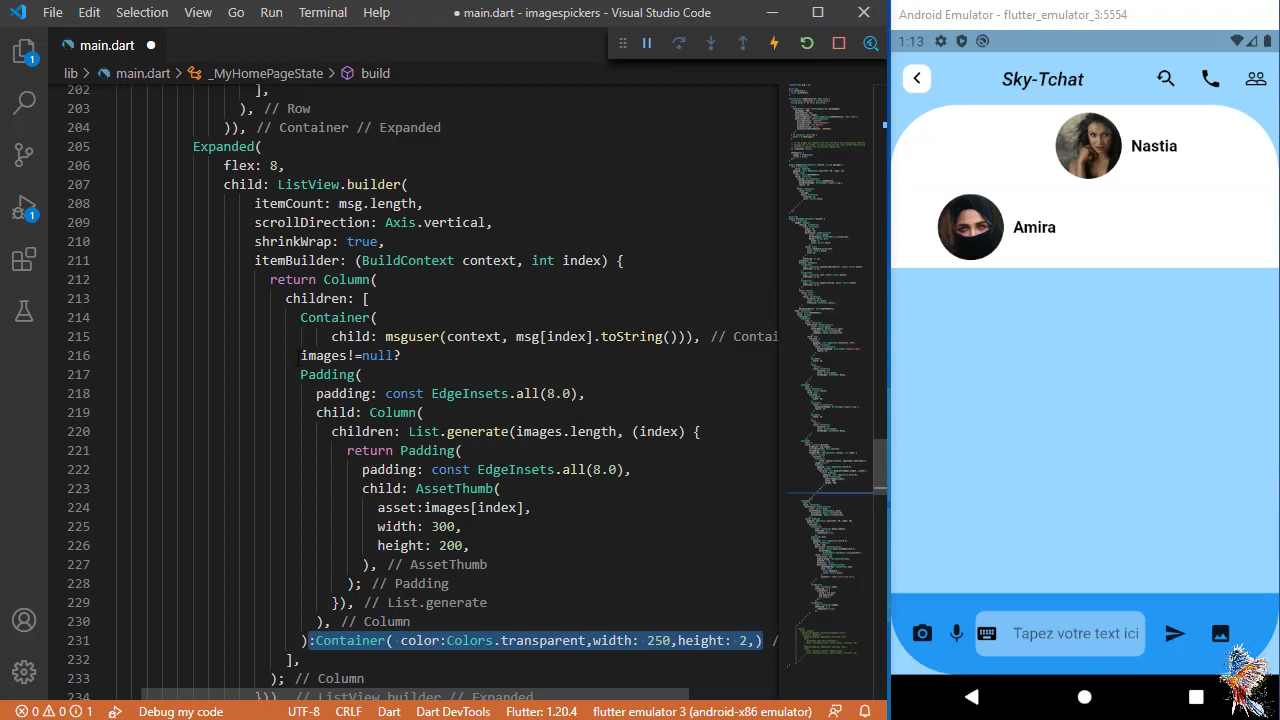 File Edit Selection View Go Run Terminal Help
● main.dart - imagespickers - Visual Studio Code
main.dart ●
lib > main.dart > _MyHomePageState > build
202 ],
203 ), // Row
204 )), // Container // Expanded
205 Expanded(
206 flex: 8,
207 child: ListView.builder(
208 itemCount: msg.length,
209 scrollDirection: Axis.vertical,
210 shrinkWrap: true,
211 itemBuilder: (BuildContext context, int index) {
212 return Column(
213 children: [
214 Container(
215 child: msguser(context, msg[index].toString())), // Contai
216 images!=null?
217 Padding(
218 padding: const EdgeInsets.all(8.0),
219 child: Column(
220 children: List.generate(images.length, (index) {
221 return Padding(
222 padding: const EdgeInsets.all(8.0),
223 child: AssetThumb(
224 asset:images[index],
225 width: 300,
226 height: 200,
227 ), // AssetThumb
228 ); // Padding
229 }), // List.generate
230 ), // Column
231 ):Container( color:Colors.transparent,width: 250,height: 2,) /
232 ],
233 ); // Column
234 })) // ListView.builder // Expanded
1
1
0 0 1 Debug my code UTF-8 CRLF Dart Dart DevTools Flutter: 1.20.4 flutter emulator 3 (android-x86 emulator)
Android Emulator - flutter_emulator_3:5554
1:13
Sky-Tchat
Nastia
Amira
Tapez votre text ici